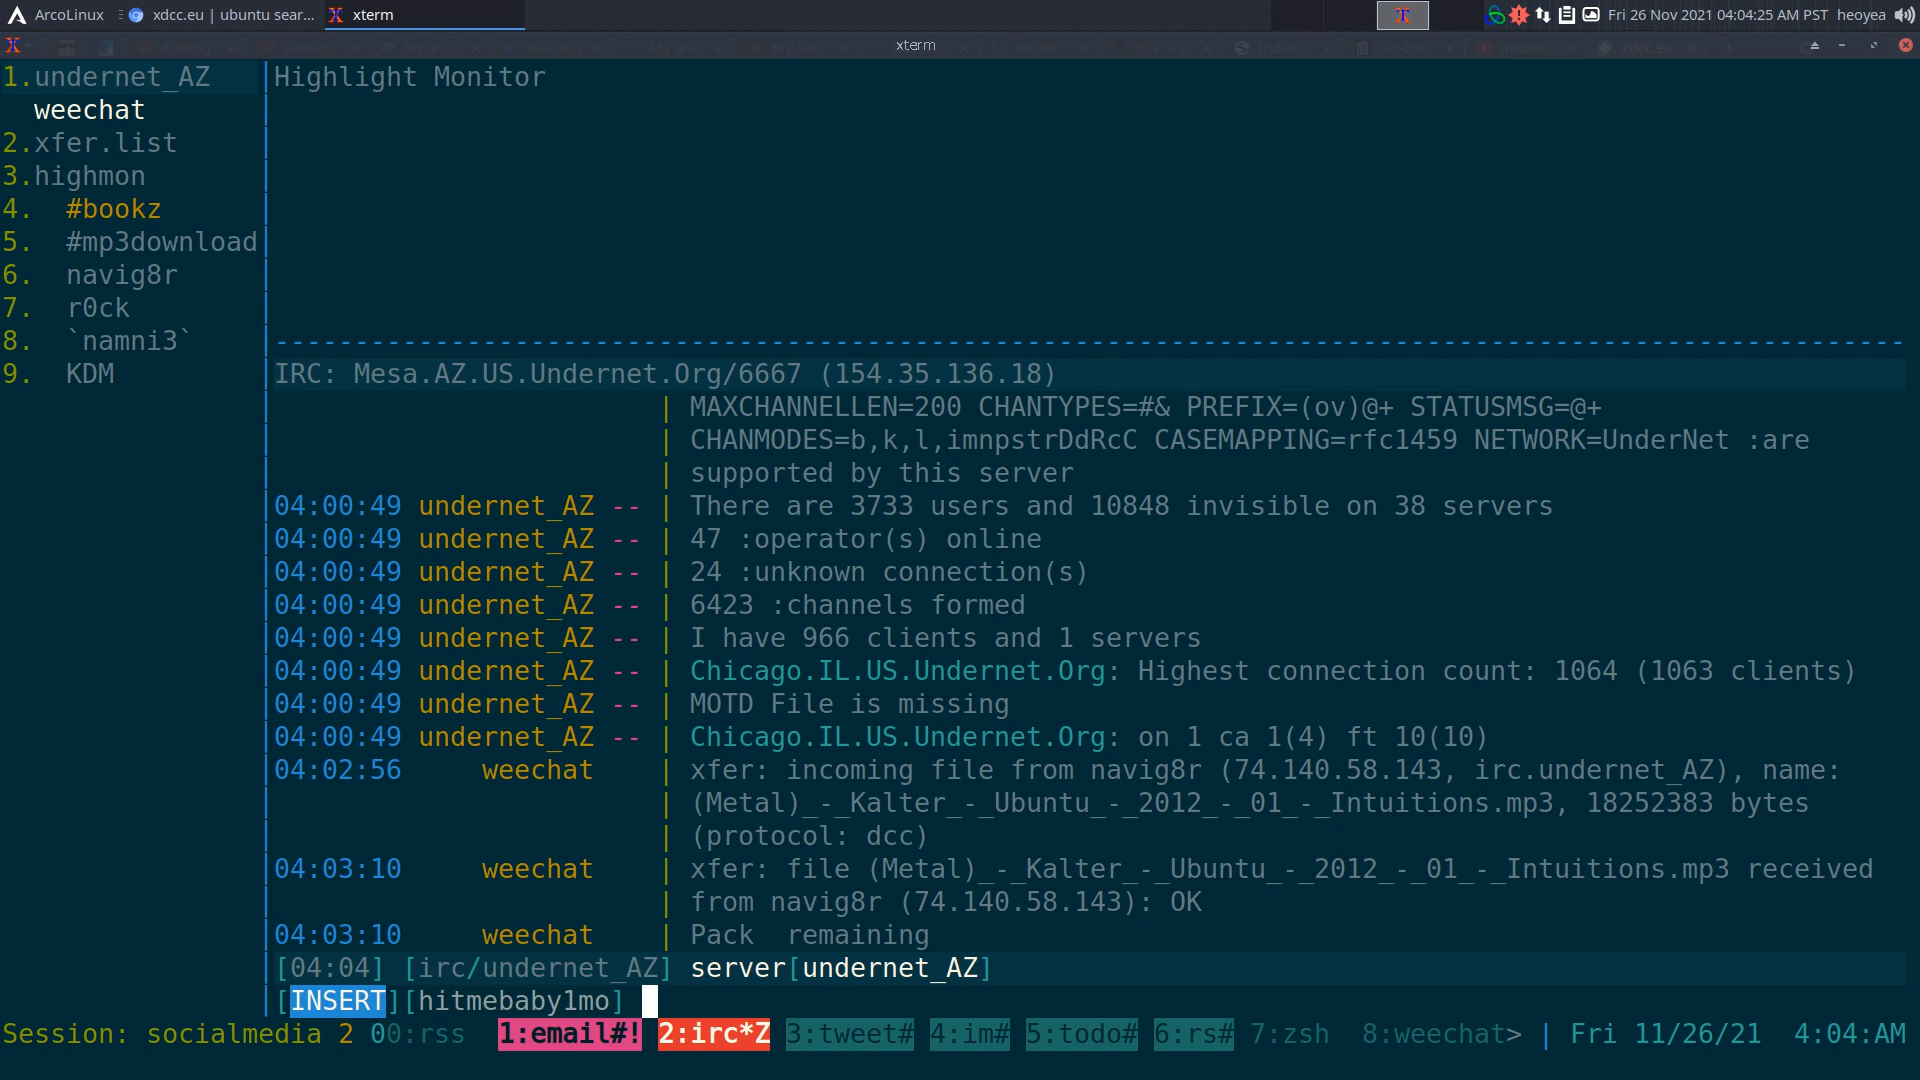 ArcoLinux
xdcc.eu | ubuntu sear...
xterm
Fri 26 Nov 2021 04:04:25 AM PST
heoyea
xterm
1.undernet_AZ
weechat
2.xfer.list
3.highmon
4. #bookz
5. #mp3download
6. navig8r
7. r0ck
8. `namni3`
9. KDM
Highlight Monitor
IRC: Mesa.AZ.US.Undernet.Org/6667 (154.35.136.18)
| MAXCHANNELLEN=200 CHANTYPES=#& PREFIX=(ov)@+ STATUSMSG=@+
| CHANMODES=b,k,l,imnpstrDdRcC CASEMAPPING=rfc1459 NETWORK=UnderNet :are
| supported by this server
04:00:49 undernet_AZ -- | There are 3733 users and 10848 invisible on 38 servers
04:00:49 undernet_AZ -- | 47 :operator(s) online
04:00:49 undernet_AZ -- | 24 :unknown connection(s)
04:00:49 undernet_AZ -- | 6423 :channels formed
04:00:49 undernet_AZ -- | I have 966 clients and 1 servers
04:00:49 undernet_AZ -- | Chicago.IL.US.Undernet.Org: Highest connection count: 1064 (1063 clients)
04:00:49 undernet_AZ -- | MOTD File is missing
04:00:49 undernet_AZ -- | Chicago.IL.US.Undernet.Org: on 1 ca 1(4) ft 10(10)
04:02:56 weechat | xfer: incoming file from navig8r (74.140.58.143, irc.undernet_AZ), name:
| (Metal)_-_Kalter_-_Ubuntu_-_2012_-_01_-_Intuitions.mp3, 18252383 bytes
| (protocol: dcc)
04:03:10 weechat | xfer: file (Metal)_-_Kalter_-_Ubuntu_-_2012_-_01_-_Intuitions.mp3 received
| from navig8r (74.140.58.143): OK
04:03:10 weechat | Pack  remaining
[04:04] [irc/undernet_AZ] server[undernet_AZ]
[INSERT][hitmebaby1mo]
Session: socialmedia 2 00:rss 1:email#! 2:irc*Z 3:tweet# 4:im# 5:todo# 6:rs# 7:zsh 8:weechat> | Fri 11/26/21 4:04:AM